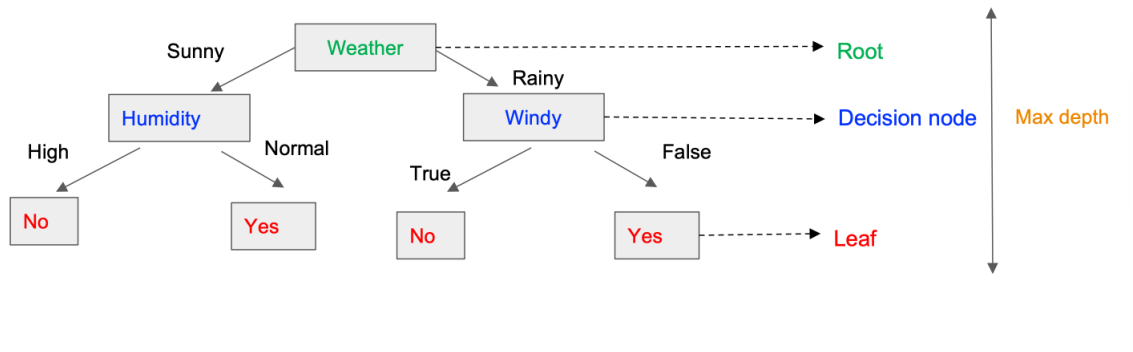 Weather
Sunny
Root
Rainy
Humidity
Windy
Decision node
Max depth
High
Normal
True
False
No
Yes
No
Yes
Leaf